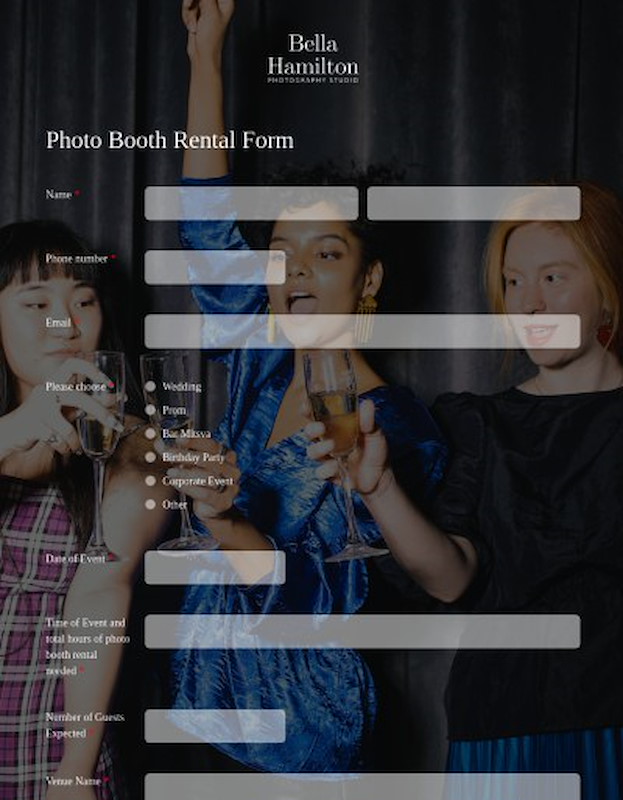 Bella
Hamilton
PHOTOGRAPHY STUDIO
Photo Booth Rental Form
Name *
Phone number *
Email *
Please choose *
Wedding
Prom
Bar Mitsva
Birthday Party
Corporate Event
Other
Date of Event *
Time of Event and
total hours of photo
booth rental
needed *
Number of Guests
Expected *
Venue Name *